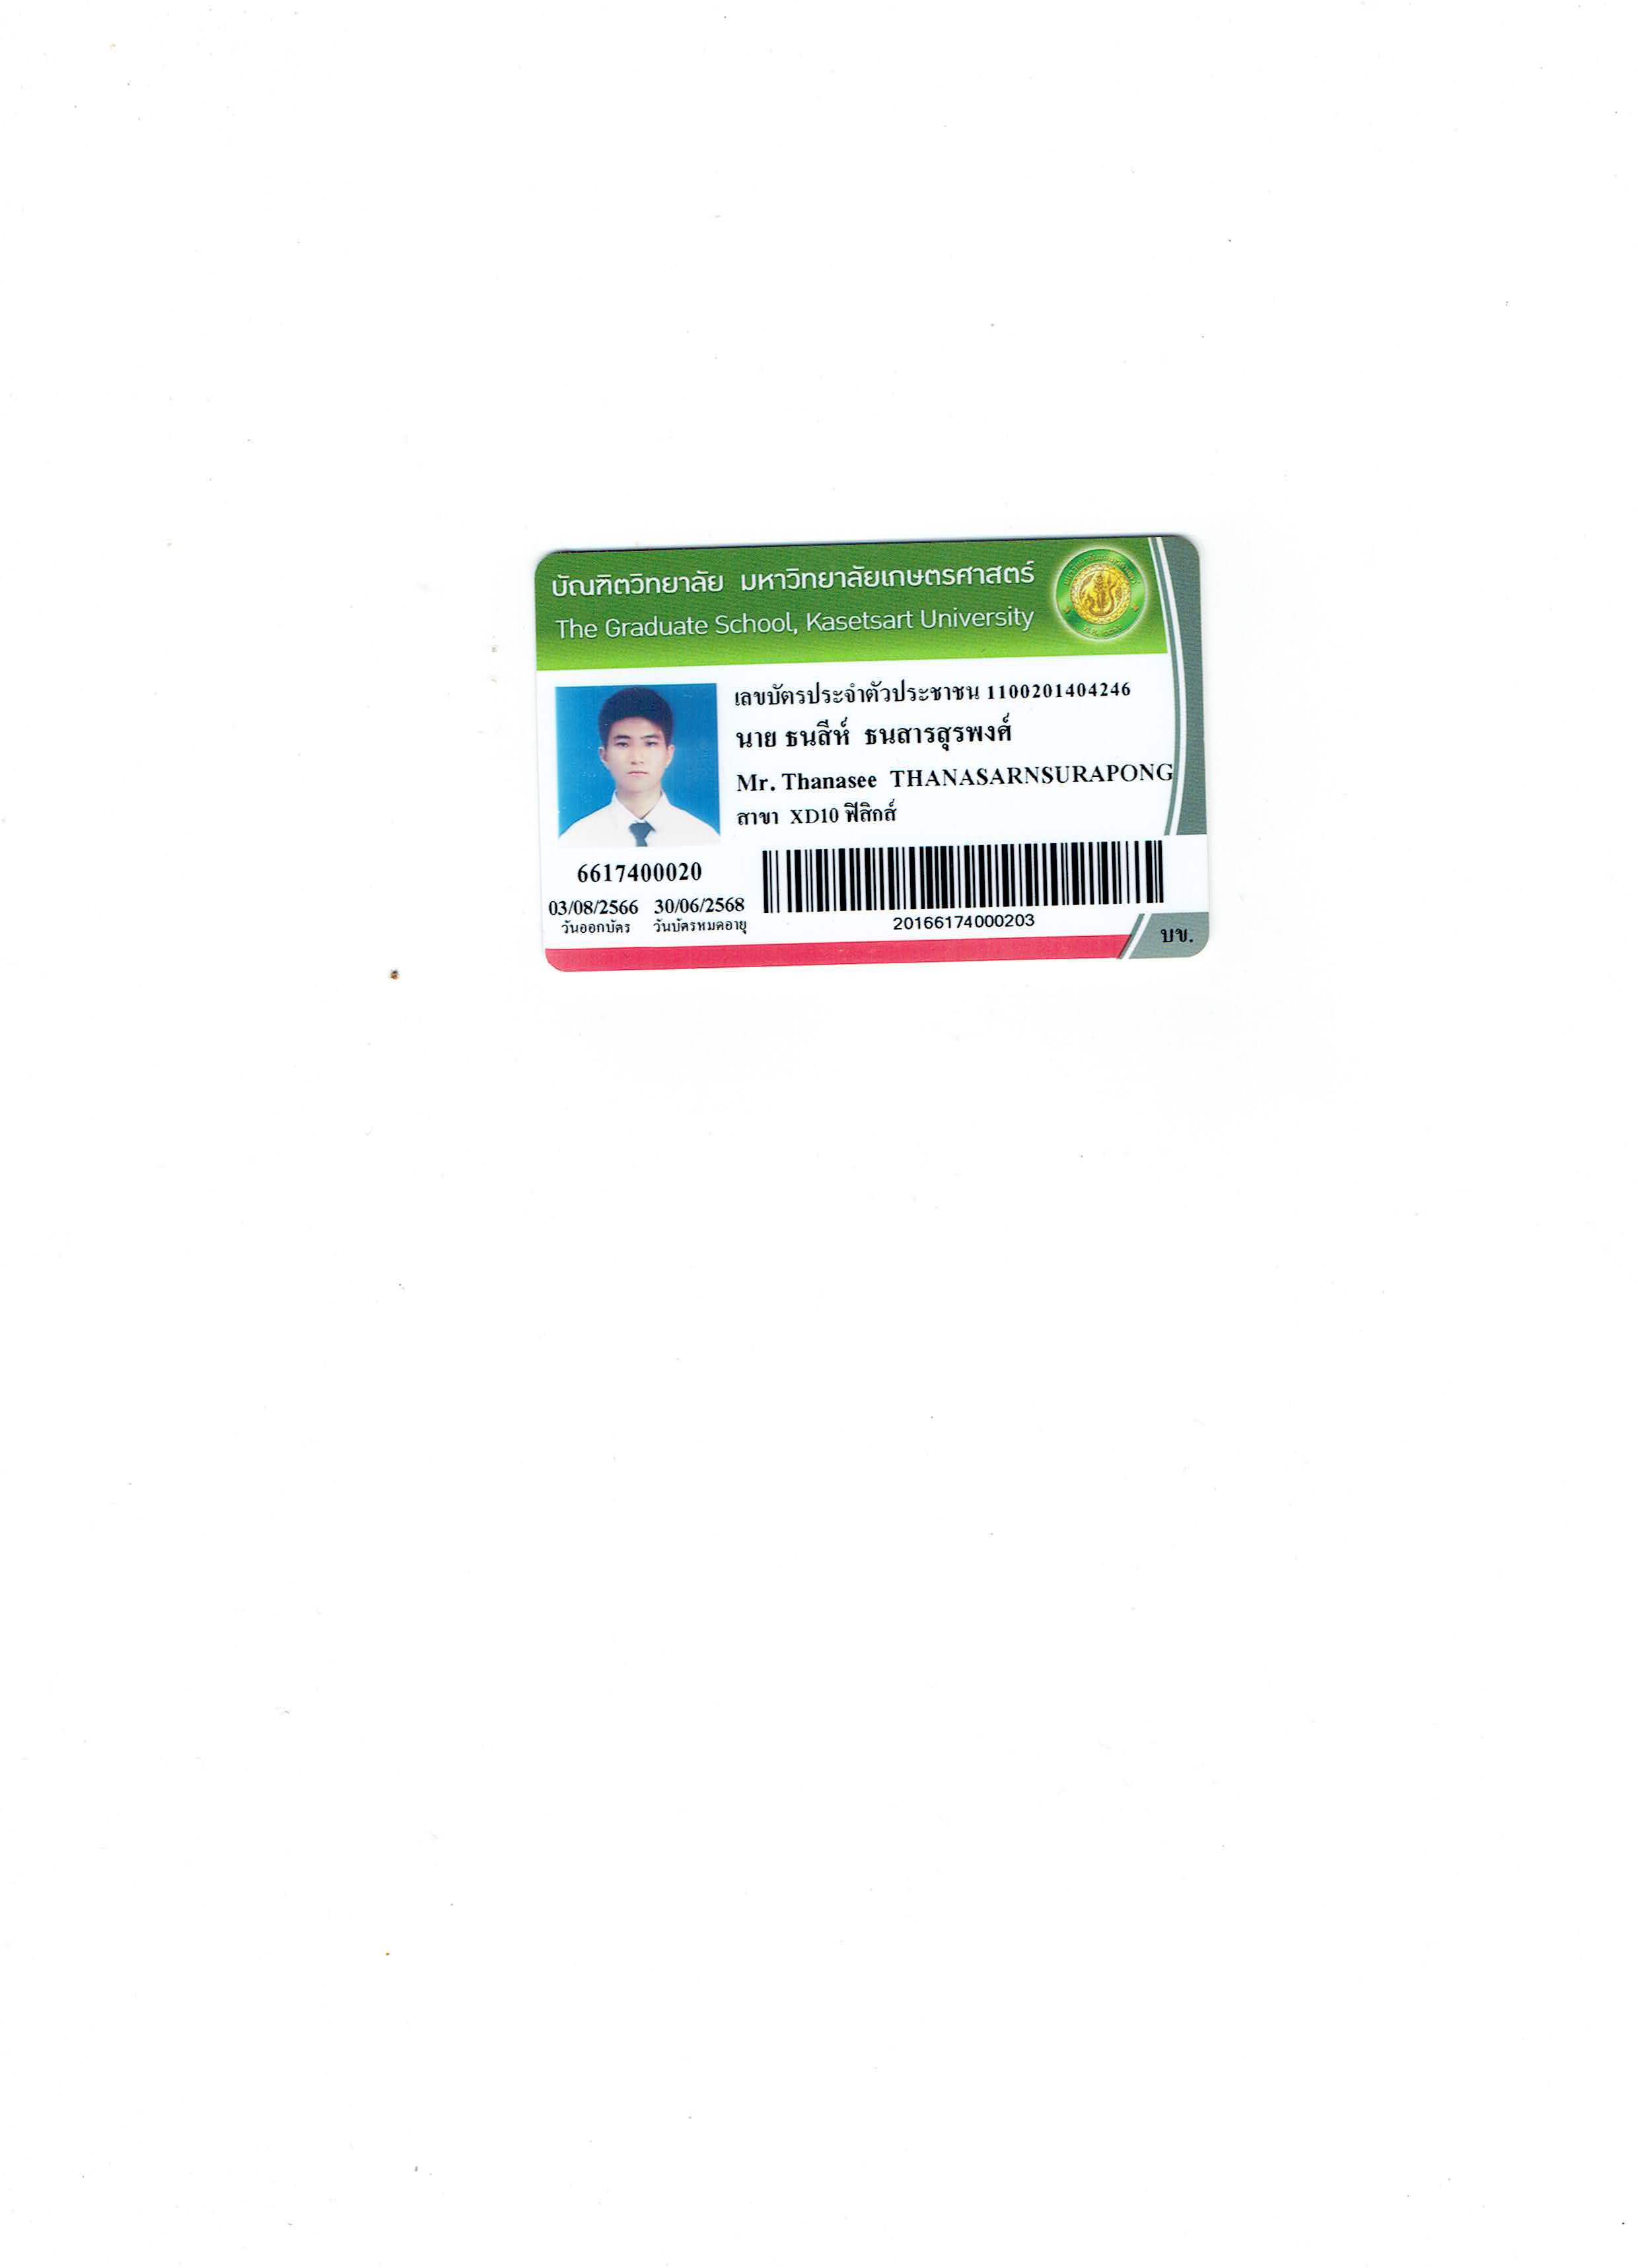 บัณฑิตวิทยาลัย มหาวิทยาลัยเกษตรศาสตร์
The Graduate School, Kasetsart University
เลขบัตรประจำตัวประชาชน 1100201404246
นาย ธนสีห์ ธนสารสุรพงศ์
Mr. Thanasee THANASARNSURAPONG
สาขา XD10 ฟิสิกส์
6617400020
03/08/2566 30/06/2568
วันออกบัตร วันบัตรหมดอายุ
20166174000203
บข.